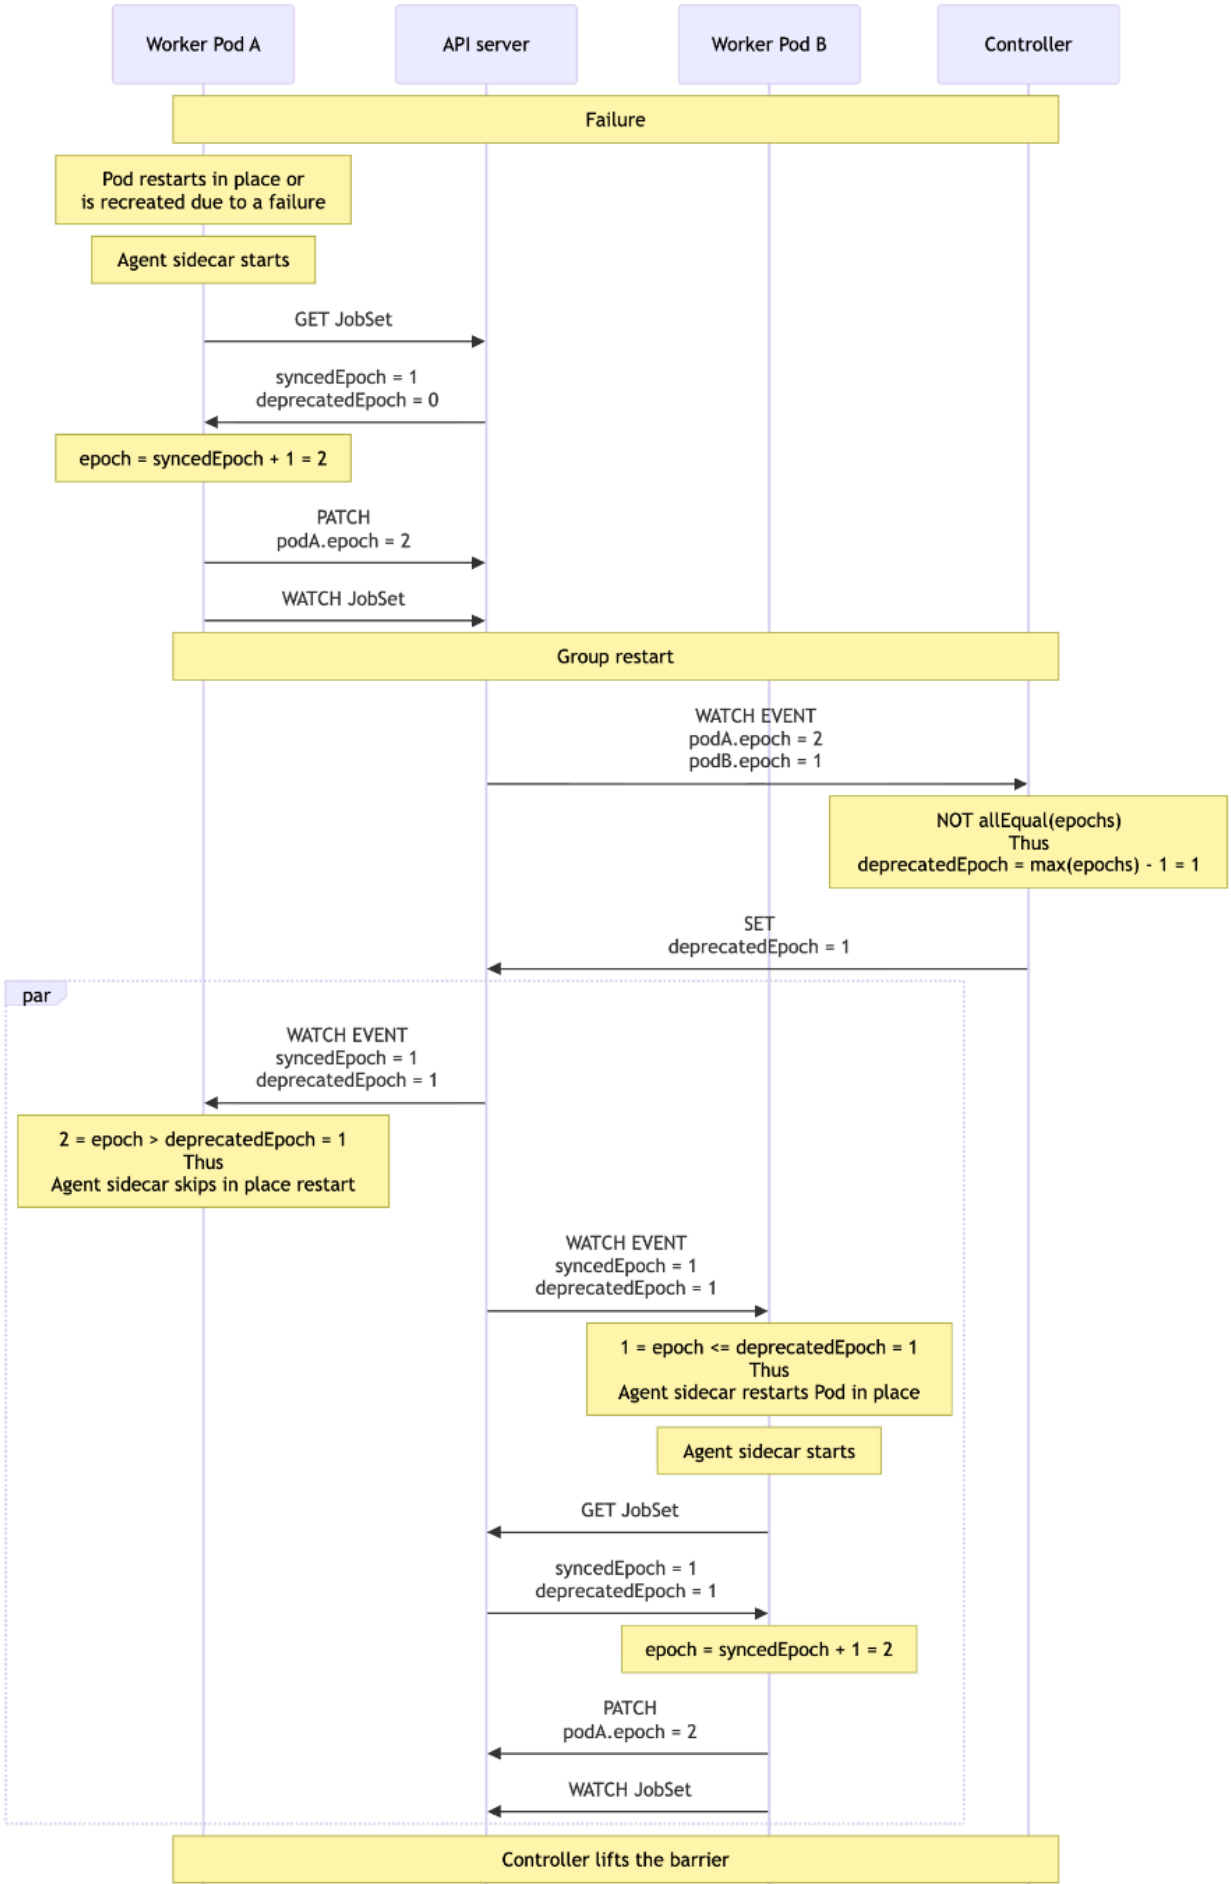 Worker Pod A
API server
Worker Pod B
Controller
Failure
Pod restarts in place or
is recreated due to a failure
Agent sidecar starts
GET JobSet
syncedEpoch = 1
deprecatedEpoch = 0
epoch = syncedEpoch + 1 = 2
PATCH
podA.epoch = 2
WATCH JobSet
Group restart
WATCH EVENT
podA.epoch = 2
podB.epoch = 1
NOT allEqual(epochs)
Thus
deprecatedEpoch = max(epochs) - 1 = 1
SET
deprecatedEpoch = 1
par
WATCH EVENT
syncedEpoch = 1
deprecatedEpoch = 1
2 = epoch > deprecatedEpoch = 1
Thus
Agent sidecar skips in place restart
WATCH EVENT
syncedEpoch = 1
deprecatedEpoch = 1
1 = epoch <= deprecatedEpoch = 1
Thus
Agent sidecar restarts Pod in place
Agent sidecar starts
GET JobSet
syncedEpoch = 1
deprecatedEpoch = 1
epoch = syncedEpoch + 1 = 2
PATCH
podA.epoch = 2
WATCH JobSet
Controller lifts the barrier